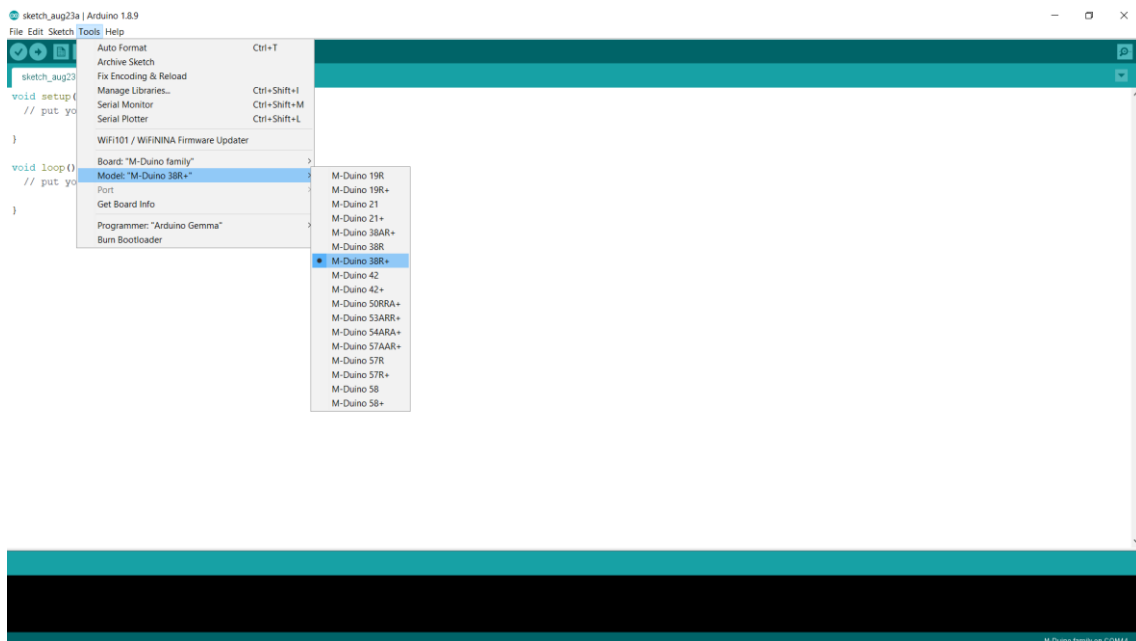 sketch_aug23a | Arduino 1.8.9
File Edit Sketch Tools Help
sketch_aug23
void setup(
// put yo
}
void loop()
// put yo
}
Auto Format Ctrl+T
Archive Sketch
Fix Encoding & Reload
Manage Libraries... Ctrl+Shift+I
Serial Monitor Ctrl+Shift+M
Serial Plotter Ctrl+Shift+L
WiFi101 / WiFiNINA Firmware Updater
Board: "M-Duino family"
Model: "M-Duino 38R+"
Port
Get Board Info
Programmer: "Arduino Gemma"
Burn Bootloader
M-Duino 19R
M-Duino 19R+
M-Duino 21
M-Duino 21+
M-Duino 38AR+
M-Duino 38R
M-Duino 38R+
M-Duino 42
M-Duino 42+
M-Duino 50RRA+
M-Duino 53ARR+
M-Duino 54ARA+
M-Duino 57AAR+
M-Duino 57R
M-Duino 57R+
M-Duino 58
M-Duino 58+
M-Duino family on